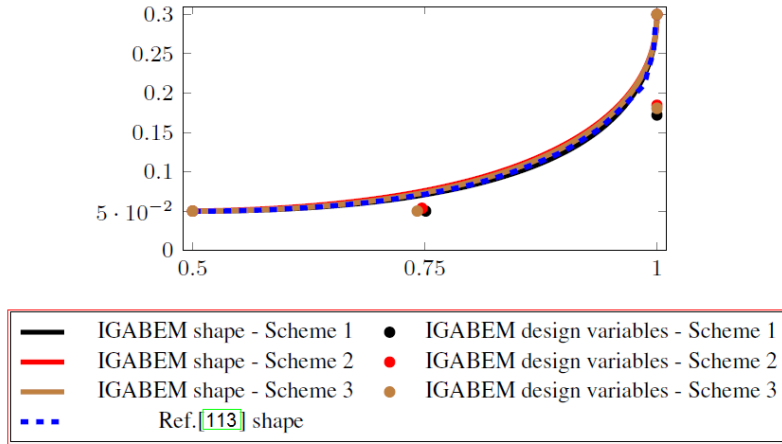 0.3
0.2
0.15
0.1
5 · 10⁻²
0
0.5 0.75 1
IGABEM shape - Scheme 1 IGABEM design variables - Scheme 1
IGABEM shape - Scheme 2 IGABEM design variables - Scheme 2
IGABEM shape - Scheme 3 IGABEM design variables - Scheme 3
Ref.[113] shape